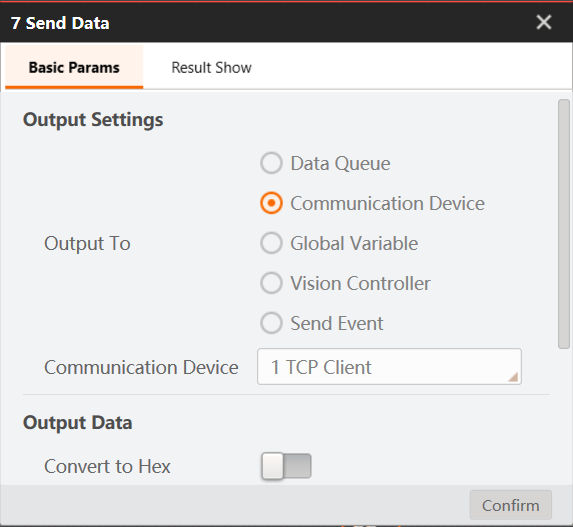 7 Send Data
Basic Params
Result Show
Output Settings
Data Queue
Communication Device
Output To
Global Variable
Vision Controller
Send Event
Communication Device
1 TCP Client
Output Data
Convert to Hex
Confirm